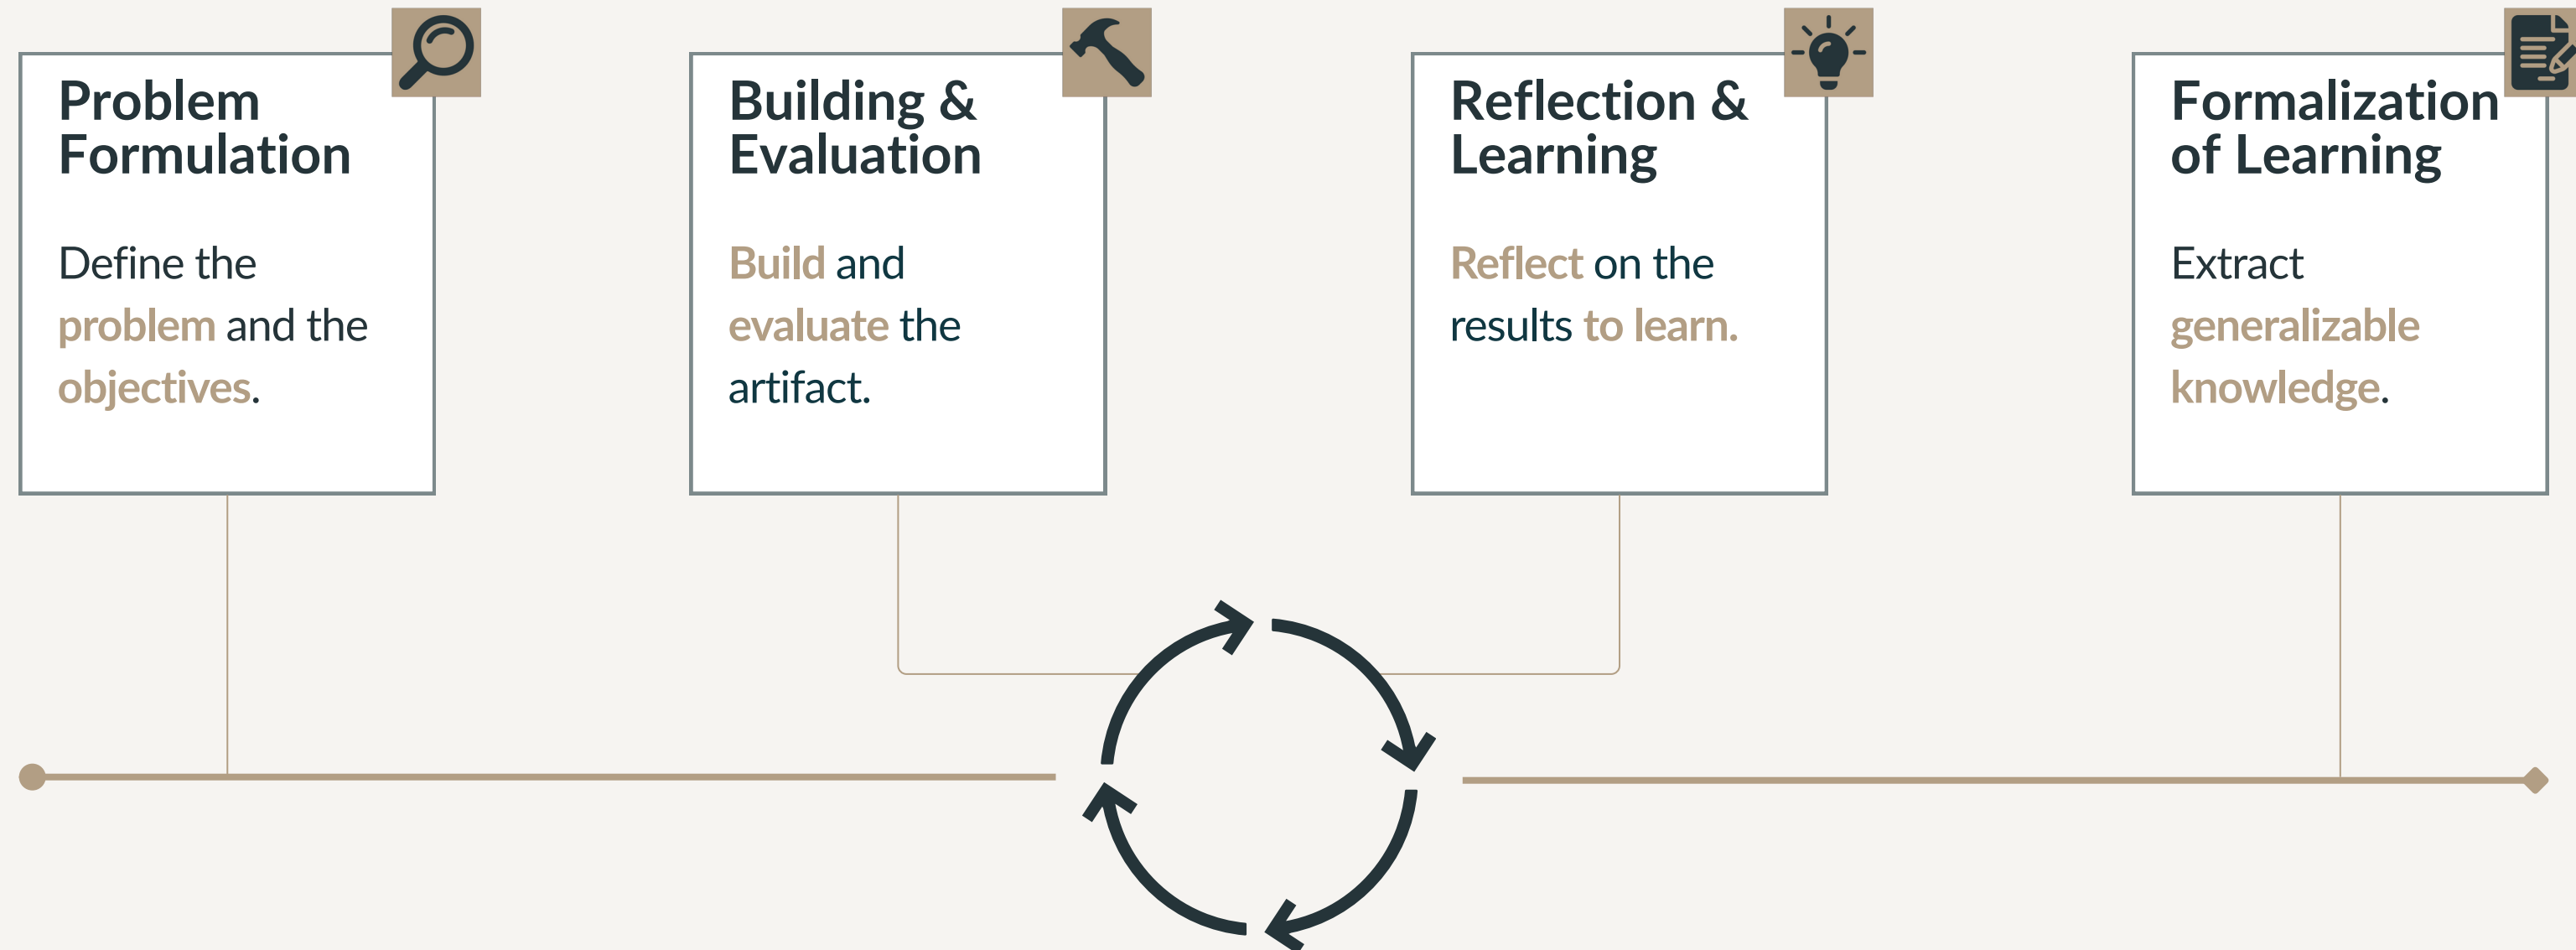 Problem
Formulation
Define the
problem and the
objectives.
Building &
Evaluation
Build and
evaluate the
artifact.
Reflection &
Learning
Reflect on the
results to learn.
Formalization
of Learning
Extract
generalizable
knowledge.